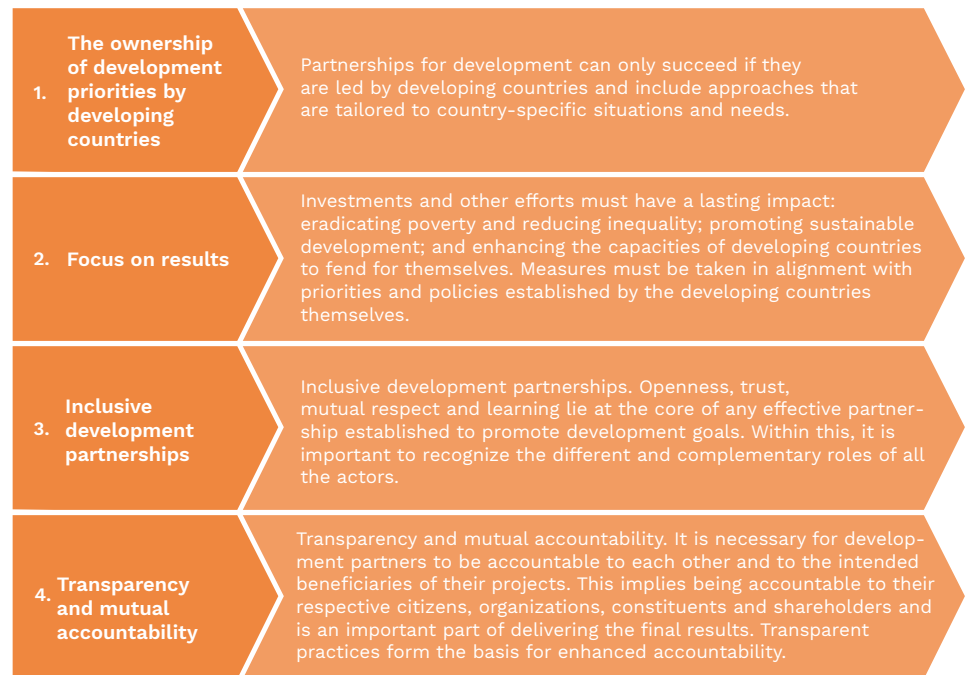 1.
The ownership
of development
priorities by
developing
countries
Partnerships for development can only succeed if they
are led by developing countries and include approaches that
are tailored to country-specific situations and needs.
2. Focus on results
Investments and other efforts must have a lasting impact:
eradicating poverty and reducing inequality; promoting sustainable
development; and enhancing the capacities of developing countries
to fend for themselves. Measures must be taken in alignment with
priorities and policies established by the developing countries
themselves.
3.
Inclusive
development
partnerships
Inclusive development partnerships. Openness, trust,
mutual respect and learning lie at the core of any effective partner-
ship established to promote development goals. Within this, it is
important to recognize the different and complementary roles of all
the actors.
4.
Transparency
and mutual
accountability
Transparency and mutual accountability. It is necessary for develop-
ment partners to be accountable to each other and to the intended
beneficiaries of their projects. This implies being accountable to their
respective citizens, organizations, constituents and shareholders and
is an important part of delivering the final results. Transparent
practices form the basis for enhanced accountability.